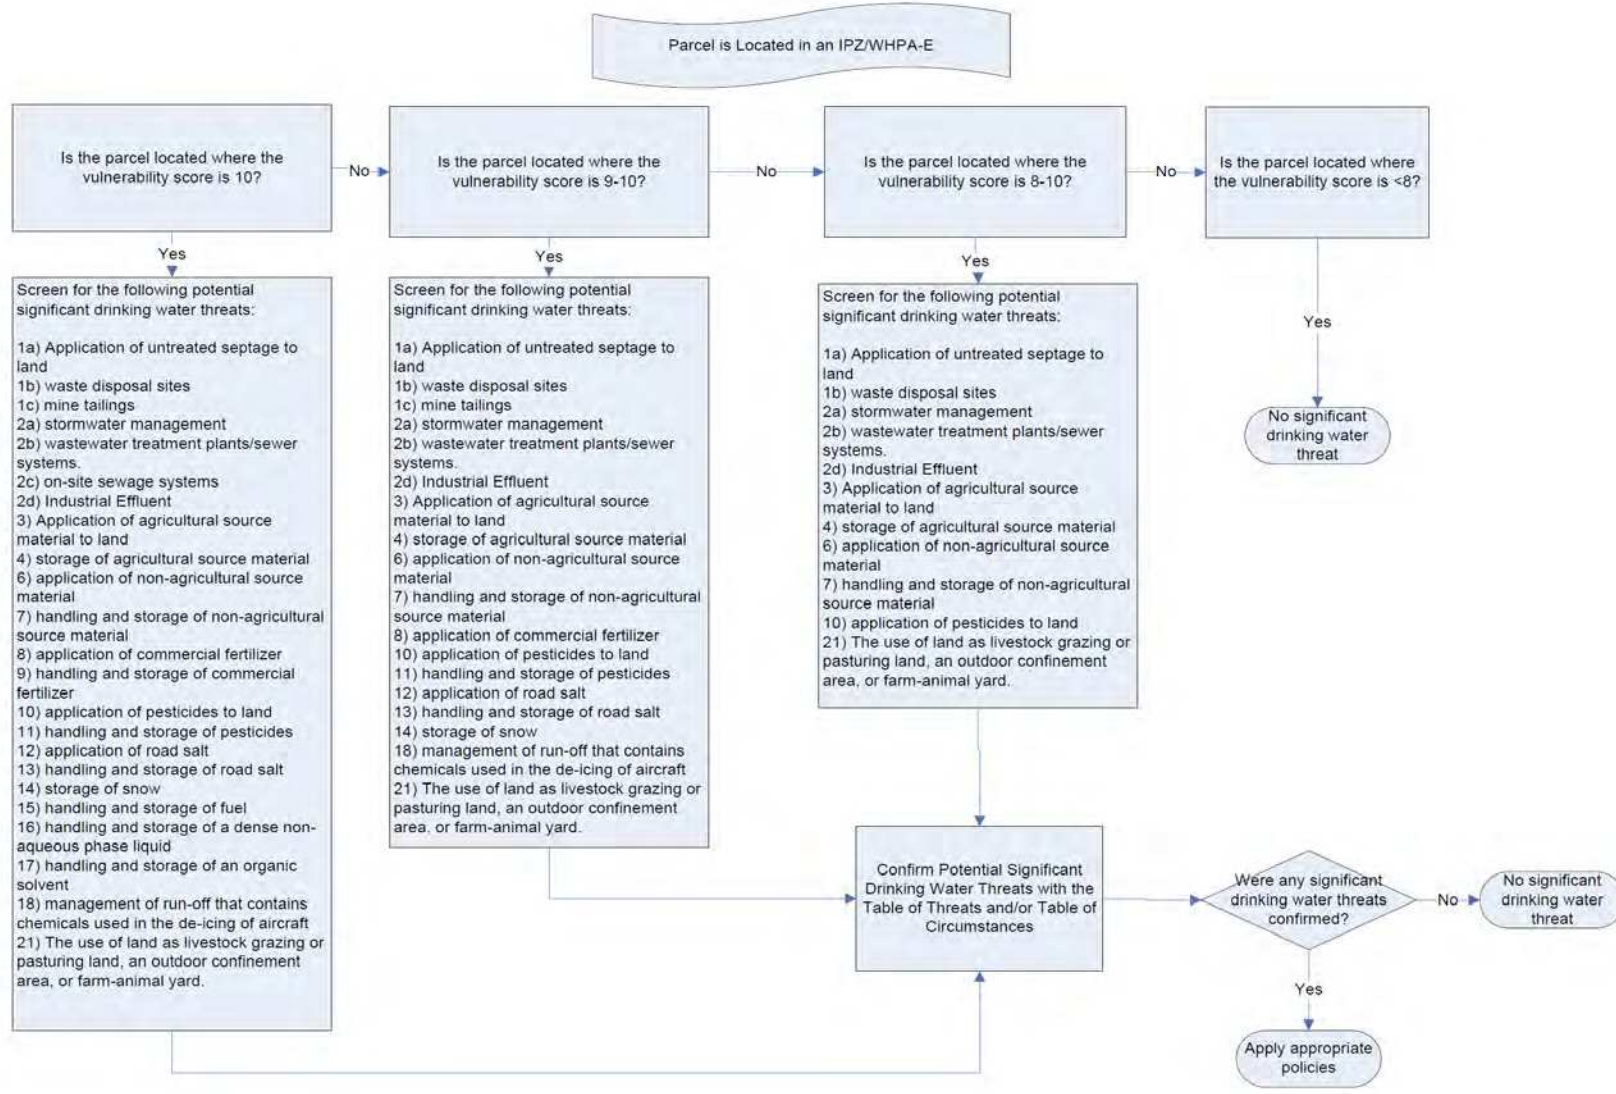 Parcel is Located in an IPZ/WHPA-E
Is the parcel located where the
vulnerability score is 10?
No
Is the parcel located where the
vulnerability score is 9-10?
No
Is the parcel located where the
vulnerability score is 8-10?
No
Is the parcel located where
the vulnerability score is <8?
Yes
Screen for the following potential
significant drinking water threats:
1a) Application of untreated septage to
land
1b) waste disposal sites
1c) mine tailings
2a) stormwater management
2b) wastewater treatment plants/sewer
systems.
2c) on-site sewage systems
2d) Industrial Effluent
3) Application of agricultural source
material to land
4) storage of agricultural source material
6) application of non-agricultural source
material
7) handling and storage of non-agricultural
source material
8) application of commercial fertilizer
9) handling and storage of commercial
fertilizer
10) application of pesticides to land
11) handling and storage of pesticides
12) application of road salt
13) handling and storage of road salt
14) storage of snow
15) handling and storage of fuel
16) handling and storage of a dense non-
aqueous phase liquid
17) handling and storage of an organic
solvent
18) management of run-off that contains
chemicals used in the de-icing of aircraft
21) The use of land as livestock grazing or
pasturing land, an outdoor confinement
area, or farm-animal yard.
Yes
Screen for the following potential
significant drinking water threats:
1a) Application of untreated septage to
land
1b) waste disposal sites
1c) mine tailings
2a) stormwater management
2b) wastewater treatment plants/sewer
systems.
2d) Industrial Effluent
3) Application of agricultural source
material to land
4) storage of agricultural source material
6) application of non-agricultural source
material
7) handling and storage of non-agricultural
source material
8) application of commercial fertilizer
10) application of pesticides to land
11) handling and storage of pesticides
12) application of road salt
13) handling and storage of road salt
14) storage of snow
18) management of run-off that contains
chemicals used in the de-icing of aircraft
21) The use of land as livestock grazing or
pasturing land, an outdoor confinement
area, or farm-animal yard.
Yes
Screen for the following potential
significant drinking water threats:
1a) Application of untreated septage to
land
1b) waste disposal sites
2a) stormwater management
2b) wastewater treatment plants/sewer
systems.
2d) Industrial Effluent
3) Application of agricultural source
material to land
4) storage of agricultural source material
6) application of non-agricultural source
material
7) handling and storage of non-agricultural
source material
10) application of pesticides to land
21) The use of land as livestock grazing or
pasturing land, an outdoor confinement
area, or farm-animal yard.
Yes
No significant
drinking water
threat
Confirm Potential Significant
Drinking Water Threats with the
Table of Threats and/or Table of
Circumstances
Were any significant
drinking water threats
confirmed?
No
No significant
drinking water
threat
Yes
Apply appropriate
policies